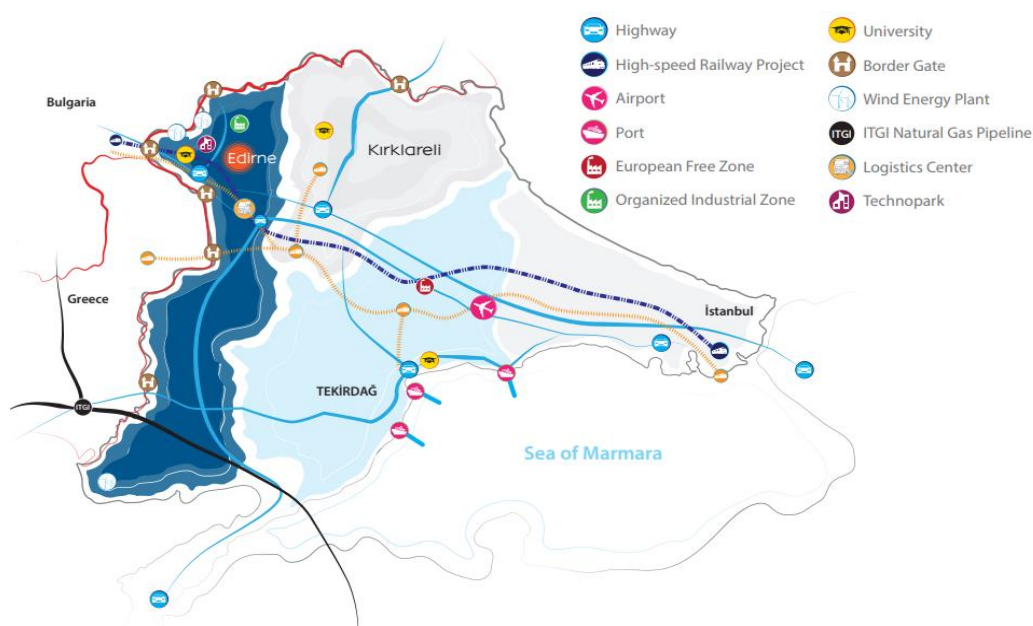 Highway
High-speed Railway Project
Airport
Port
European Free Zone
Organized Industrial Zone
University
Border Gate
Wind Energy Plant
ITGI
ITGI Natural Gas Pipeline
Logistics Center
Technopark
Bulgaria
Edirne
Kırklareli
Greece
İstanbul
TEKİRDAĞ
ITGI
Sea of Marmara